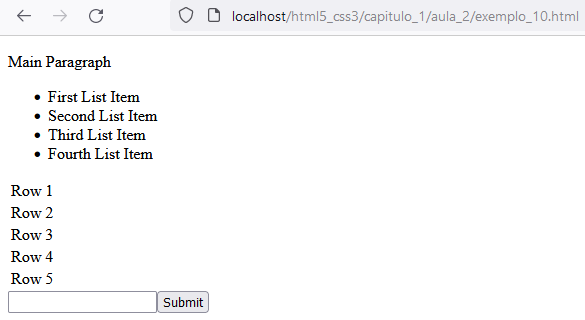 localhost/html5_css3/capitulo_1/aula_2/exemplo_10.html
Main Paragraph
First List Item
Second List Item
Third List Item
Fourth List Item
Row 1
Row 2
Row 3
Row 4
Row 5
Submit